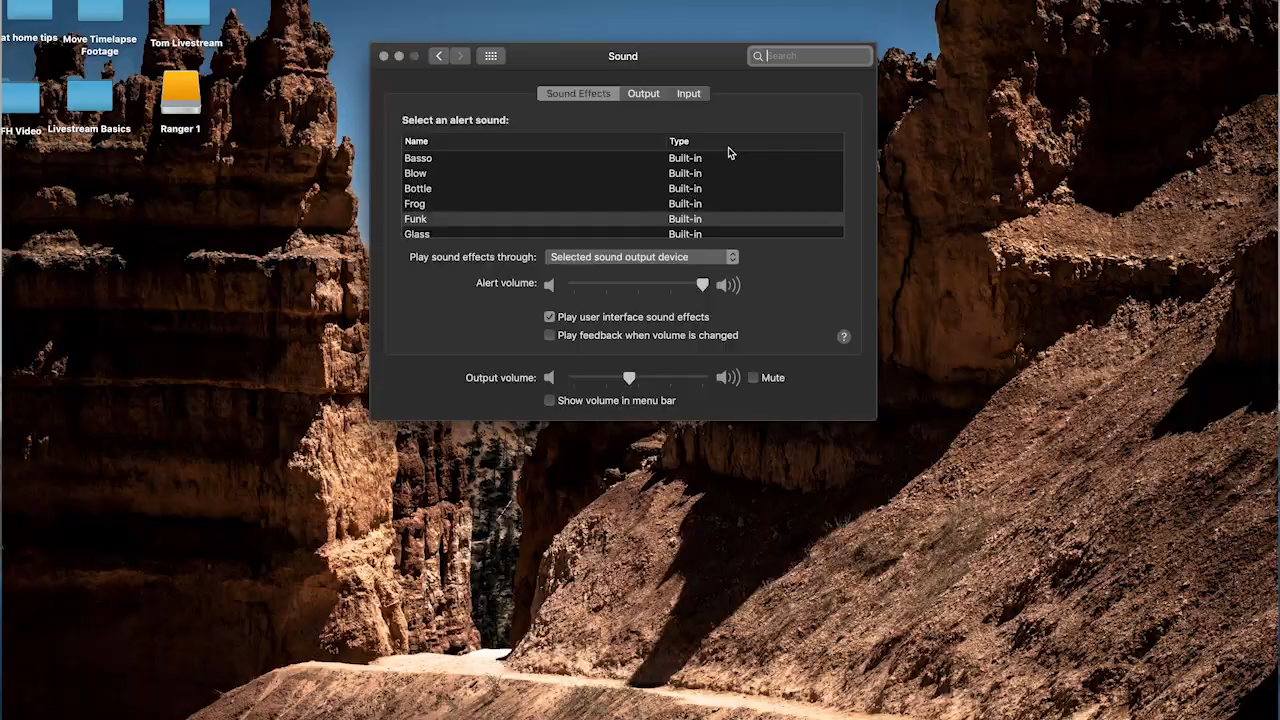 at home tips
Move Timelapse
Footage
Tom Livestream
FH Video
Livestream Basics
Ranger 1
Sound
Search
Sound Effects
Output
Input
Select an alert sound:
Name
Type
Basso
Built-in
Blow
Built-in
Bottle
Built-in
Frog
Built-in
Funk
Built-in
Glass
Built-in
Play sound effects through:
Selected sound output device
Alert volume:
Play user interface sound effects
Play feedback when volume is changed
?
Output volume:
Mute
Show volume in menu bar